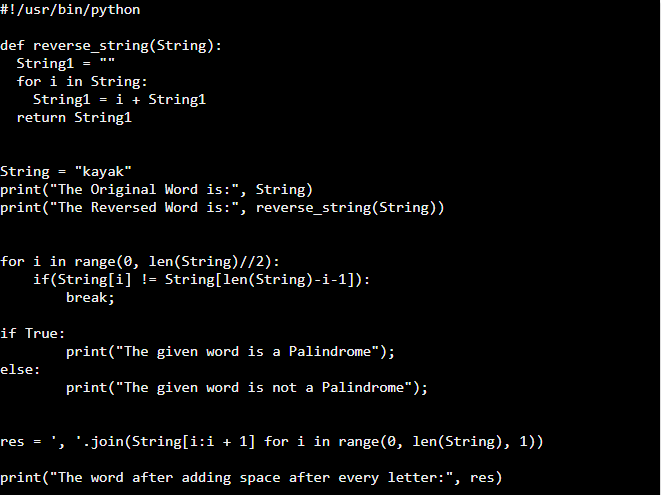 #!/usr/bin/python

def reverse_string(String):
  String1 = ""
  for i in String:
    String1 = i + String1
  return String1


String = "kayak"
print("The Original Word is:", String)
print("The Reversed Word is:", reverse_string(String))


for i in range(0, len(String)//2):
    if(String[i] != String[len(String)-i-1]):
        break;

if True:
        print("The given word is a Palindrome");
else:
        print("The given word is not a Palindrome");


res = ', '.join(String[i:i + 1] for i in range(0, len(String), 1))

print("The word after adding space after every letter:", res)